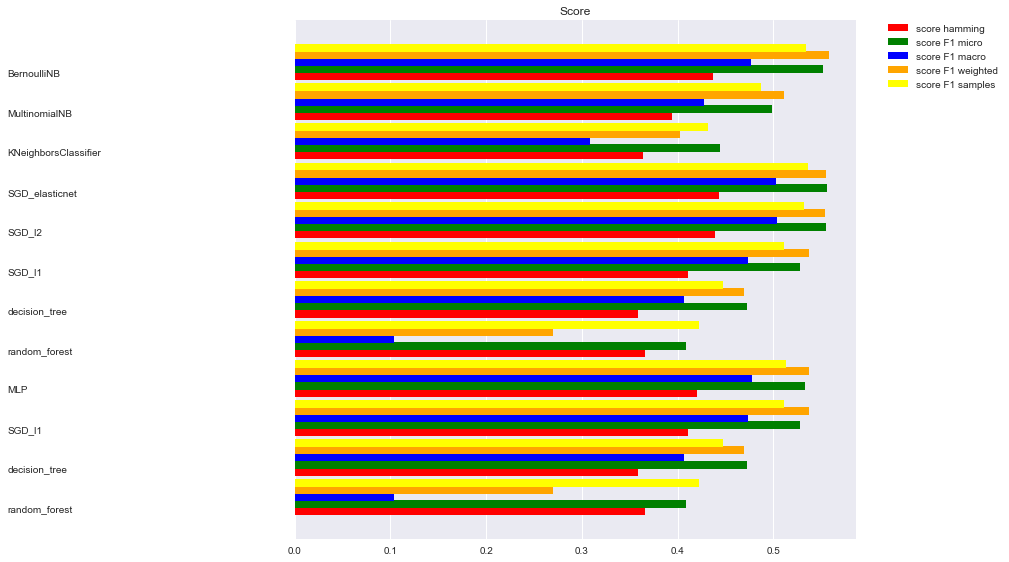 Score
score hamming
score F1 micro
score F1 macro
score F1 weighted
score F1 samples
BernoulliNB
MultinomialNB
KNeighborsClassifier
SGD_elasticnet
SGD_l2
SGD_l1
decision_tree
random_forest
MLP
SGD_l1
decision_tree
random_forest
0.0 0.1 0.2 0.3 0.4 0.5